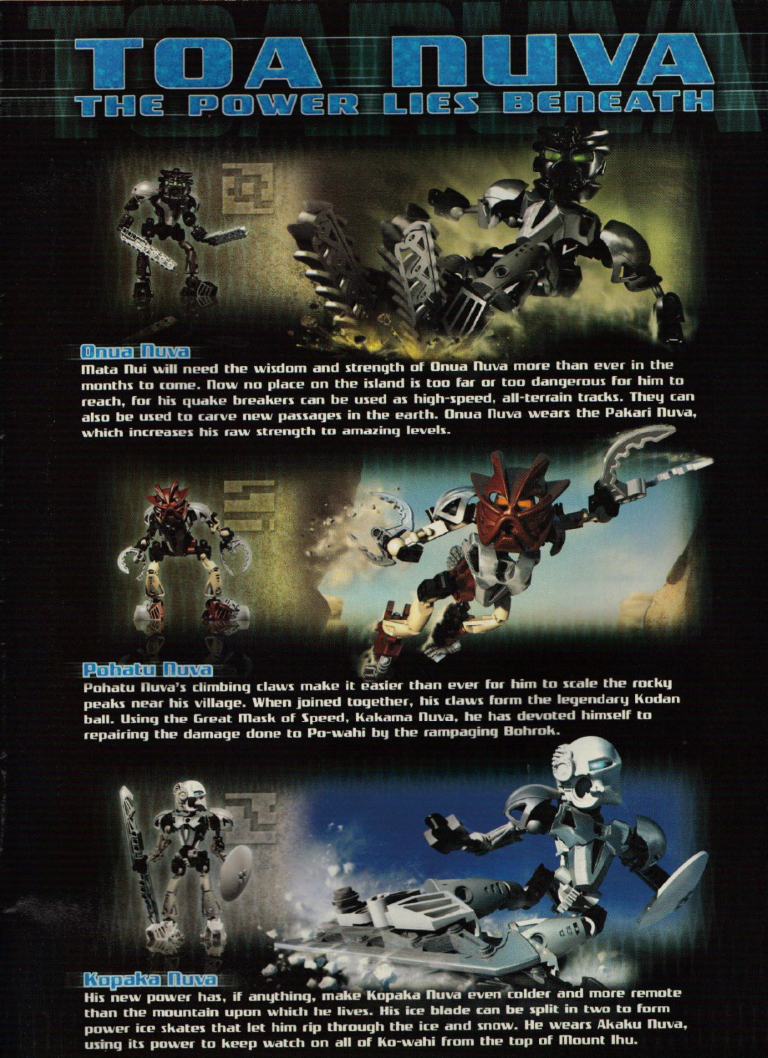 TOA NUVA
THE POWER LIES BENEATH
Onua Nuva
Mata Nui will need the wisdom and strength of Onua Nuva more than ever in the
months to come. Now no place on the island is too far or too dangerous for him to
reach, for his quake breakers can be used as high-speed, all-terrain tracks. They can
also be used to carve new passages in the earth. Onua Nuva wears the Pakari Nuva,
which increases his raw strength to amazing levels.
Pohatu Nuva
Pohatu Nuva's climbing claws make it easier than ever for him to scale the rocky
peaks near his village. When joined together, his claws form the legendary Kodan
ball. Using the Great Mask of Speed, Kakama Nuva, he has devoted himself to
repairing the damage done to Po-wahi by the rampaging Bohrok.
Kopaka Nuva
His new power has, if anything, make Kopaka Nuva even colder and more remote
than the mountain upon which he lives. His ice blade can be split in two to form
power ice skates that let him rip through the ice and snow. He wears Akaku Nuva,
using its power to keep watch on all of Ko-wahi from the top of Mount Ihu.